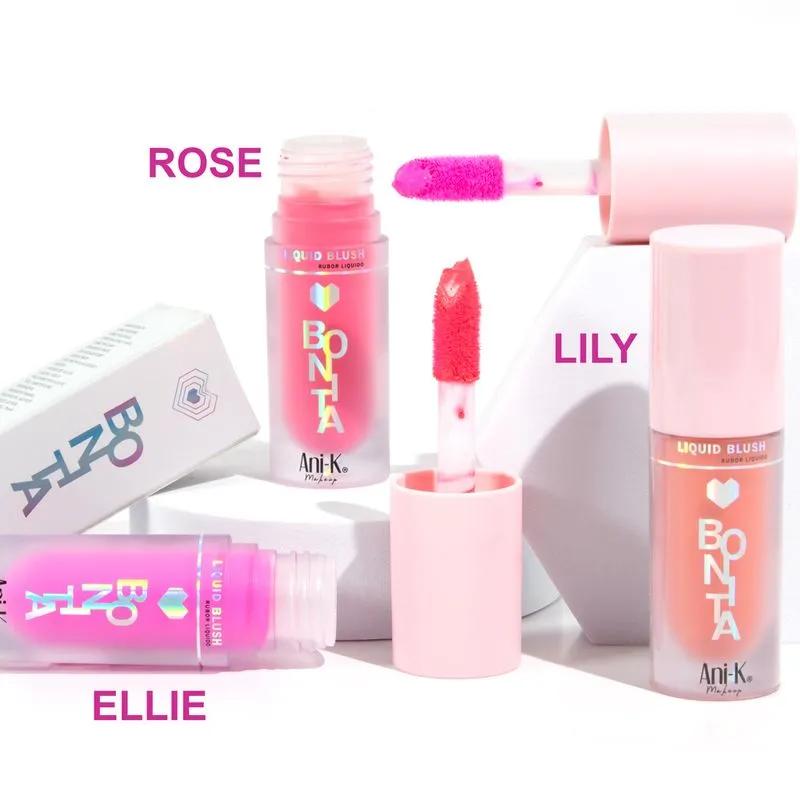 ROSE
LIQUID BLUSH
RUBOR LIQUIDO
BONITA
Ani-K®
Makeup
LILY
LIQUID BLUSH
RUBOR LIQUIDO
BONITA
Ani-K®
Makeup
BONITA
LIQUID BLUSH
RUBOR LIQUIDO
BONITA
Ani-K
ELLIE